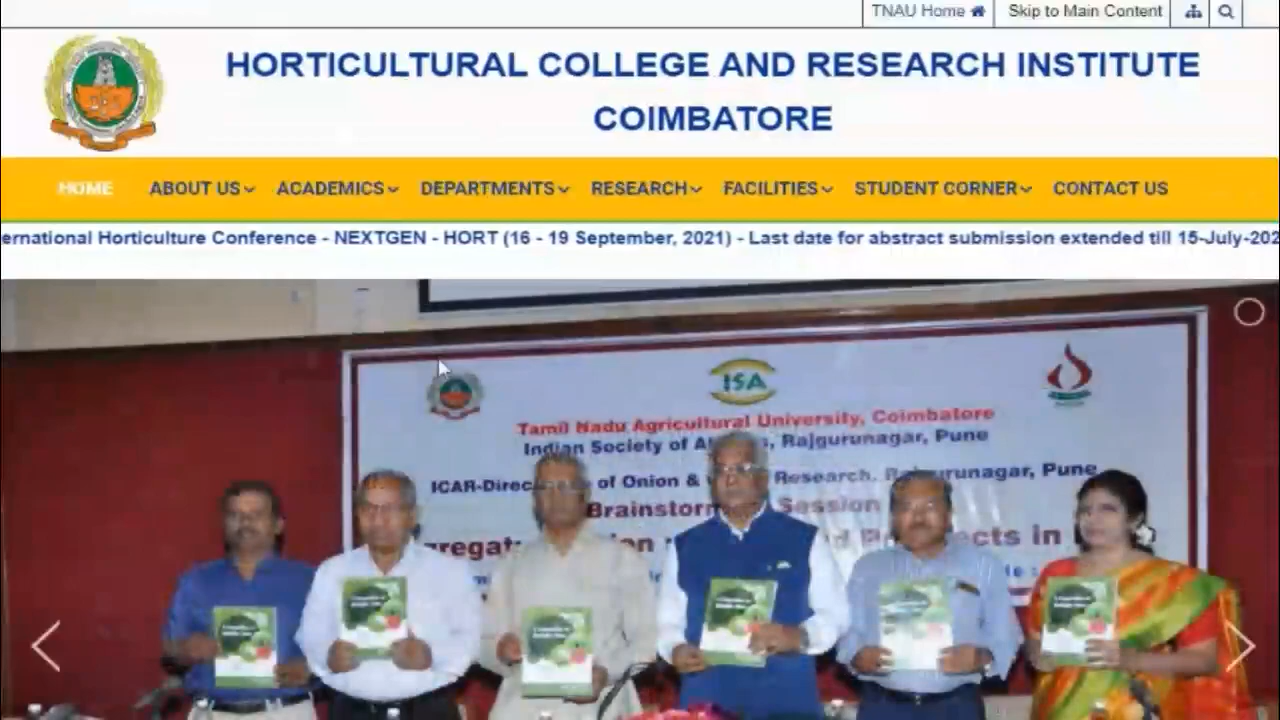 TNAU Home
Skip to Main Content
HORTICULTURAL COLLEGE AND RESEARCH INSTITUTE
COIMBATORE
HOME ABOUT US ACADEMICS DEPARTMENTS RESEARCH FACILITIES STUDENT CORNER CONTACT US
ernational Horticulture Conference - NEXTGEN - HORT (16 - 19 September, 2021) - Last date for abstract submission extended till 15-July-202
ISA
Tamil Nadu Agricultural University, Coimbatore
Indian Society of , Rajgurunagar, Pune
ICAR- of Onion & Research, Pune
Session
in